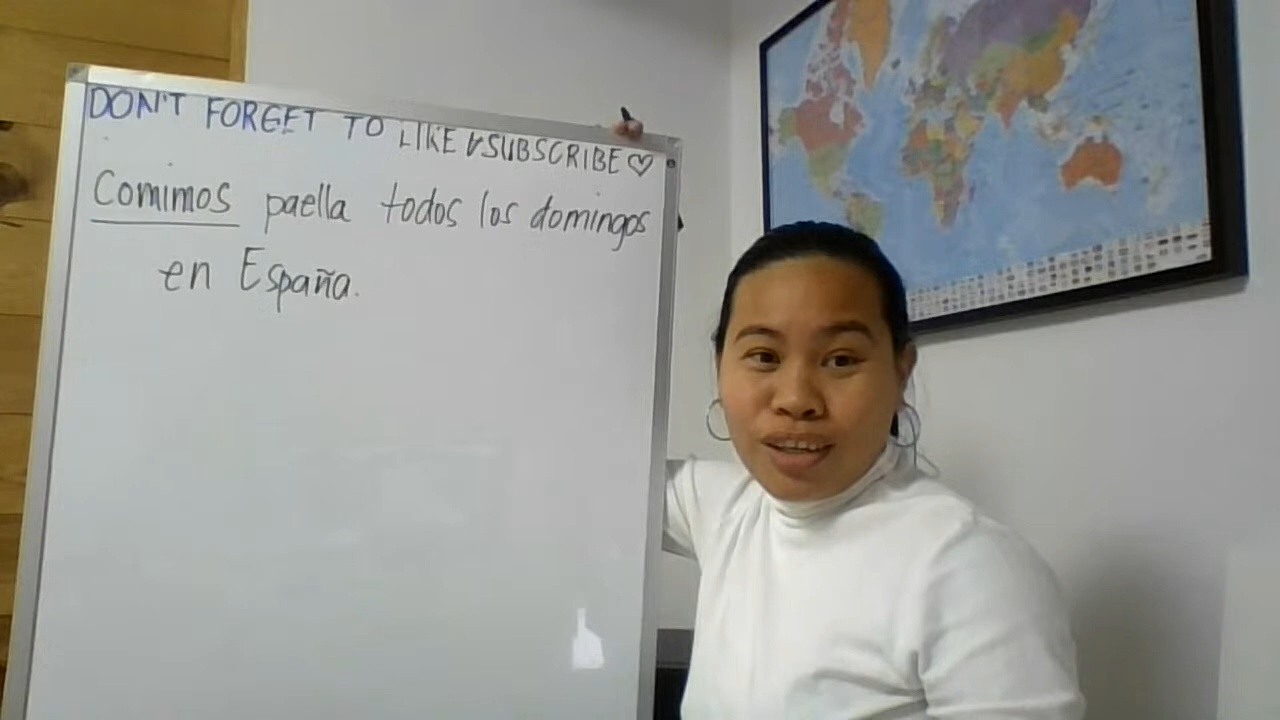 DON'T FORGET TO LIKE & SUBSCRIBE ♡
Comimos paella todos los domingos
en España.